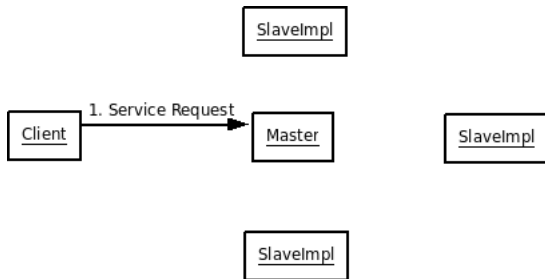 SlaveImpl
1. Service Request
Client
Master
SlaveImpl
SlaveImpl